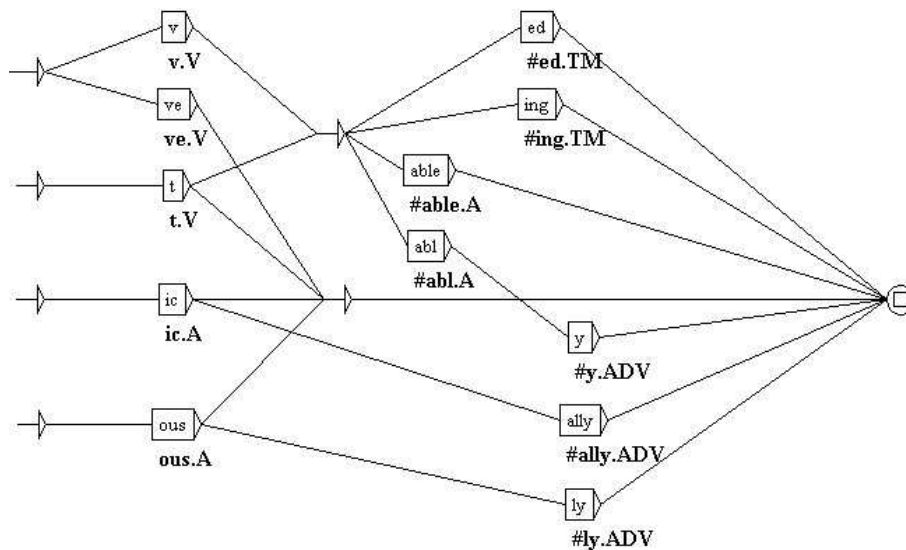 v
v.V
ed
#ed.TM
ve
ve.V
ing
#ing.TM
t
t.V
able
#able.A
abl
#abl.A
ic
ic.A
y
#y.ADV
ous
ous.A
ally
#ally.ADV
ly
#ly.ADV